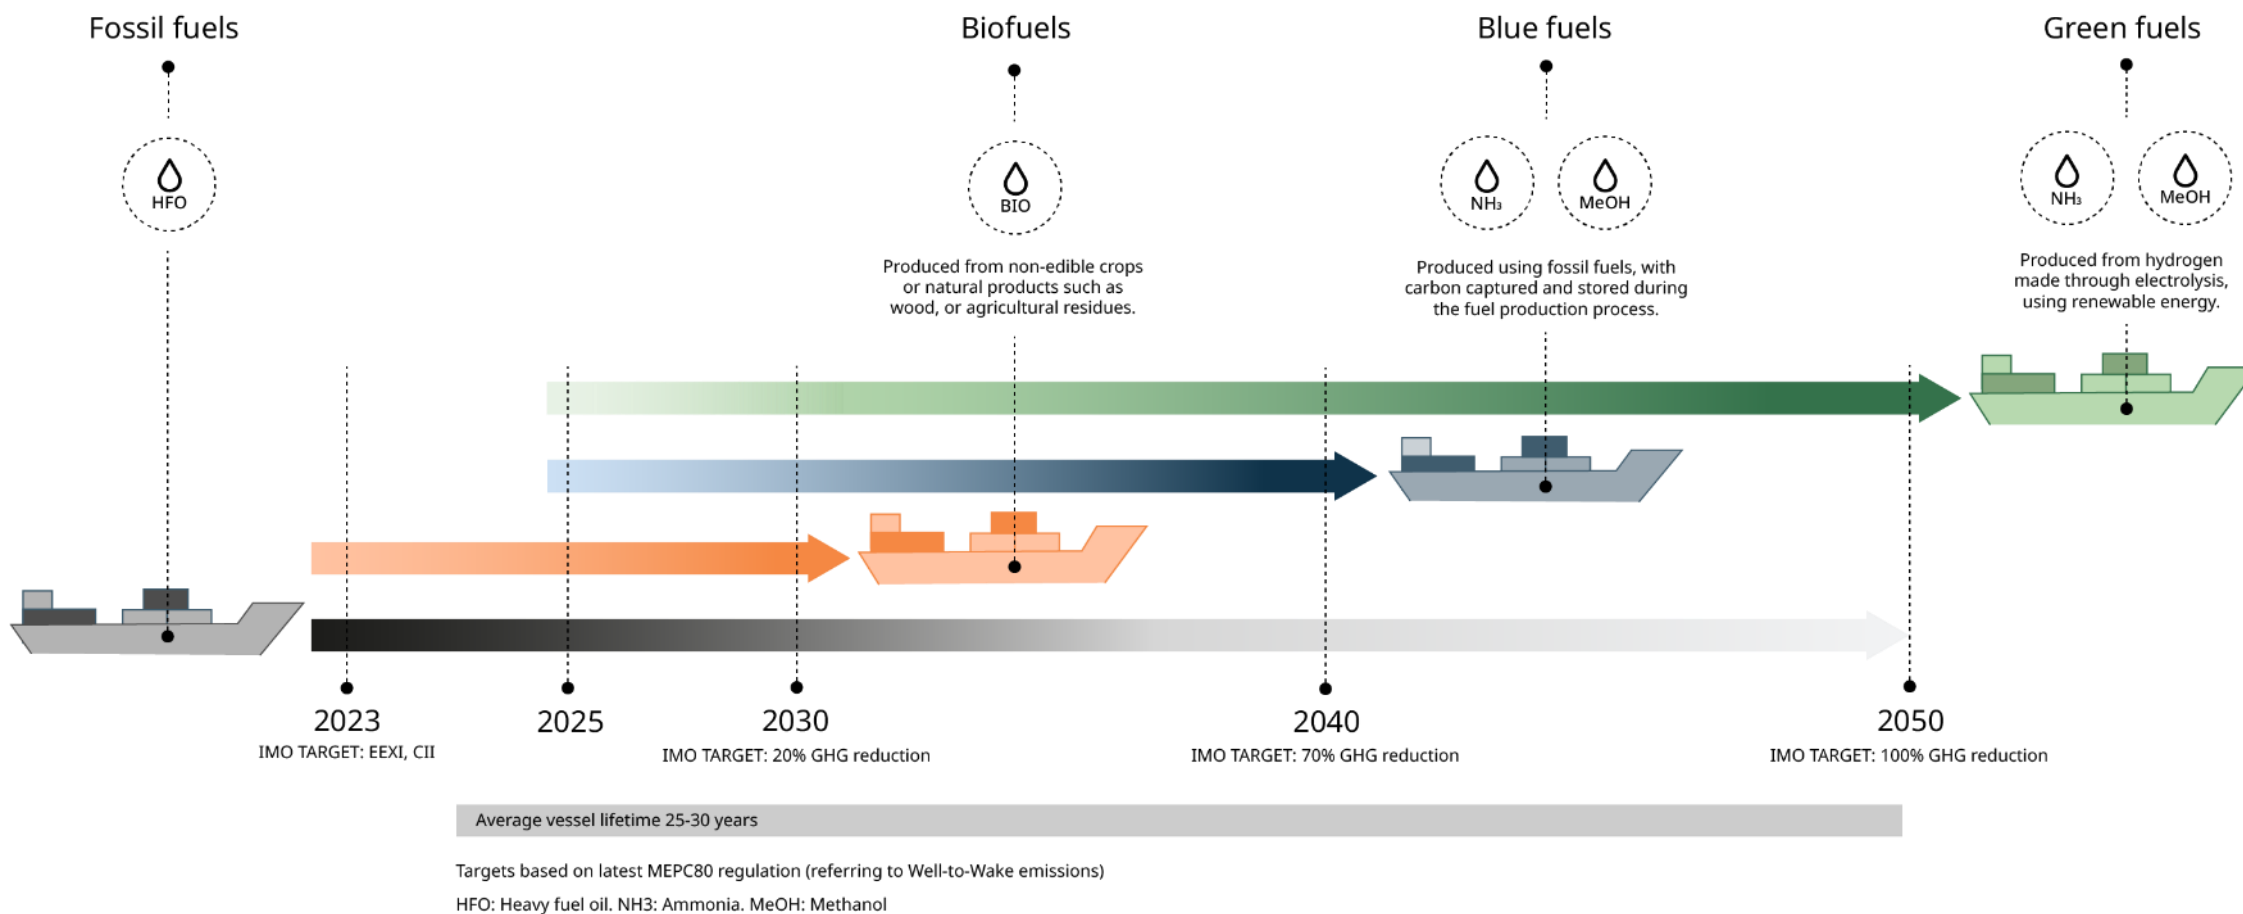 Fossil fuels
Biofuels
Blue fuels
Green fuels
HFO
BIO
NH₃
MeOH
NH₃
MeOH
Produced from non-edible crops
or natural products such as
wood, or agricultural residues.
Produced using fossil fuels, with
carbon captured and stored during
the fuel production process.
Produced from hydrogen
made through electrolysis,
using renewable energy.
2023
IMO TARGET: EEXI, CII
2025
2030
IMO TARGET: 20% GHG reduction
2040
IMO TARGET: 70% GHG reduction
2050
IMO TARGET: 100% GHG reduction
Average vessel lifetime 25-30 years
Targets based on latest MEPC80 regulation (referring to Well-to-Wake emissions)
HFO: Heavy fuel oil. NH3: Ammonia. MeOH: Methanol